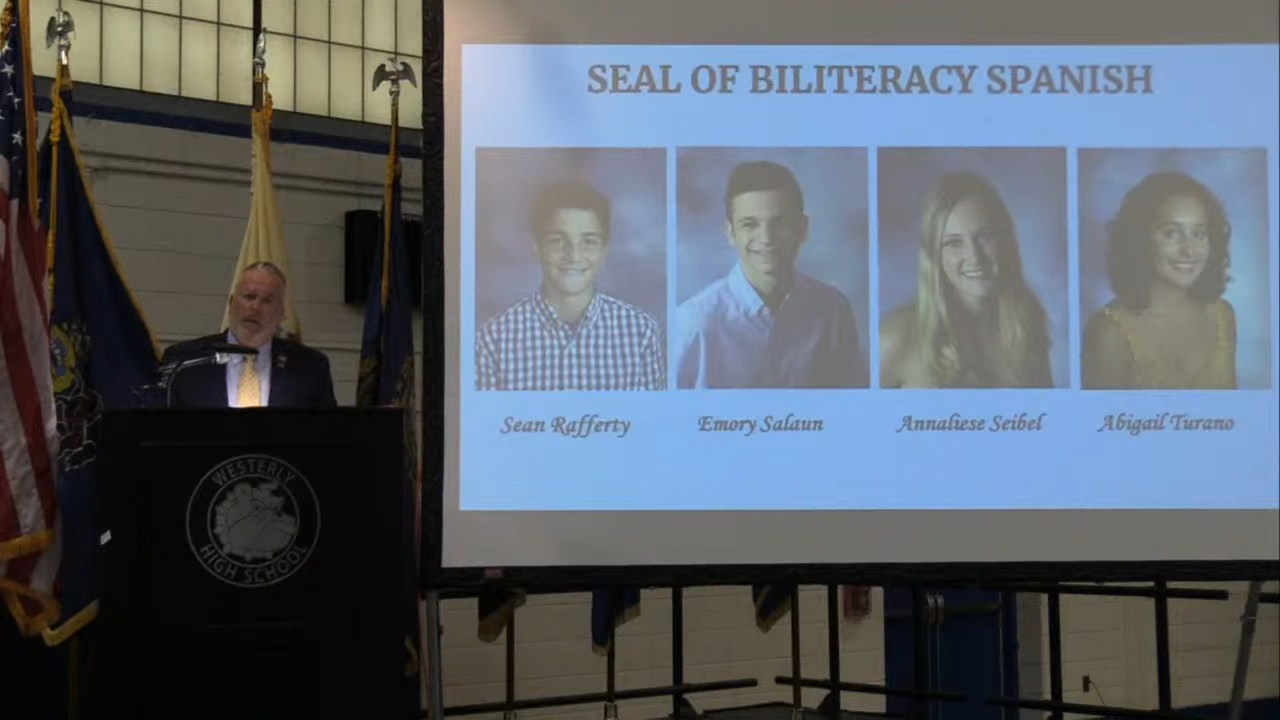 SEAL OF BILITERACY SPANISH
Sean Rafferty
Emory Salaun
Annaliese Seibel
Abigail Turano
WESTERLY
HIGH SCHOOL